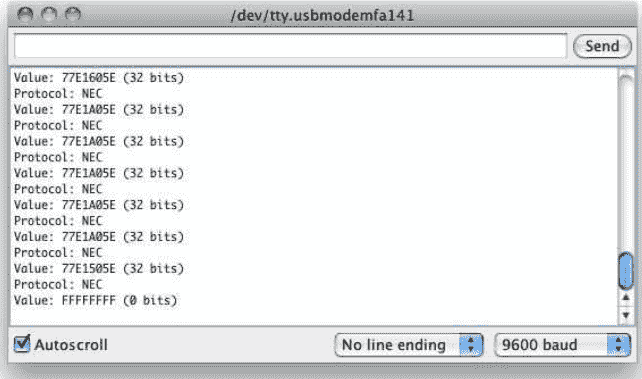 /dev/tty.usbmodemfa141
Send
Value: 77E1605E (32 bits)
Protocol: NEC
Value: 77E1A05E (32 bits)
Protocol: NEC
Value: 77E1A05E (32 bits)
Protocol: NEC
Value: 77E1A05E (32 bits)
Protocol: NEC
Value: 77E1A05E (32 bits)
Protocol: NEC
Value: 77E1A05E (32 bits)
Protocol: NEC
Value: 77E1505E (32 bits)
Protocol: NEC
Value: FFFFFFFF (0 bits)
Autoscroll
No line ending
9600 baud